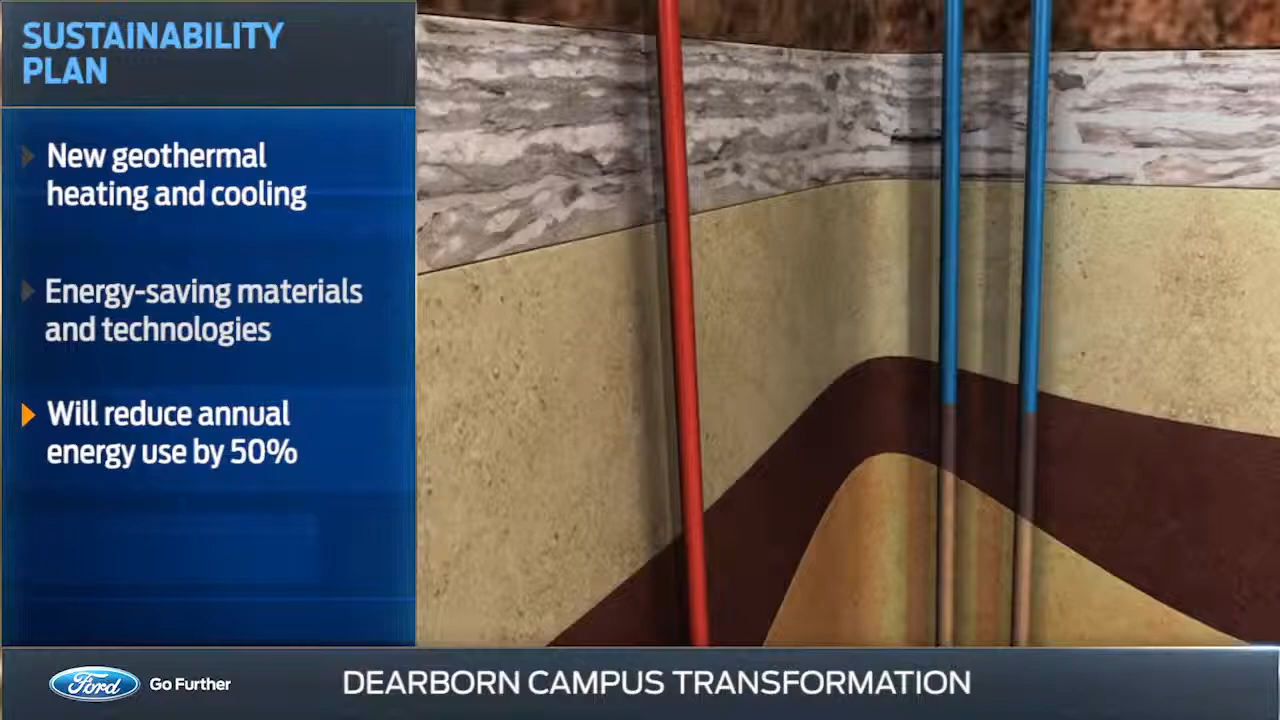 SUSTAINABILITY
PLAN
New geothermal
heating and cooling
Energy-saving materials
and technologies
Will reduce annual
energy use by 50%
Ford Go Further
DEARBORN CAMPUS TRANSFORMATION